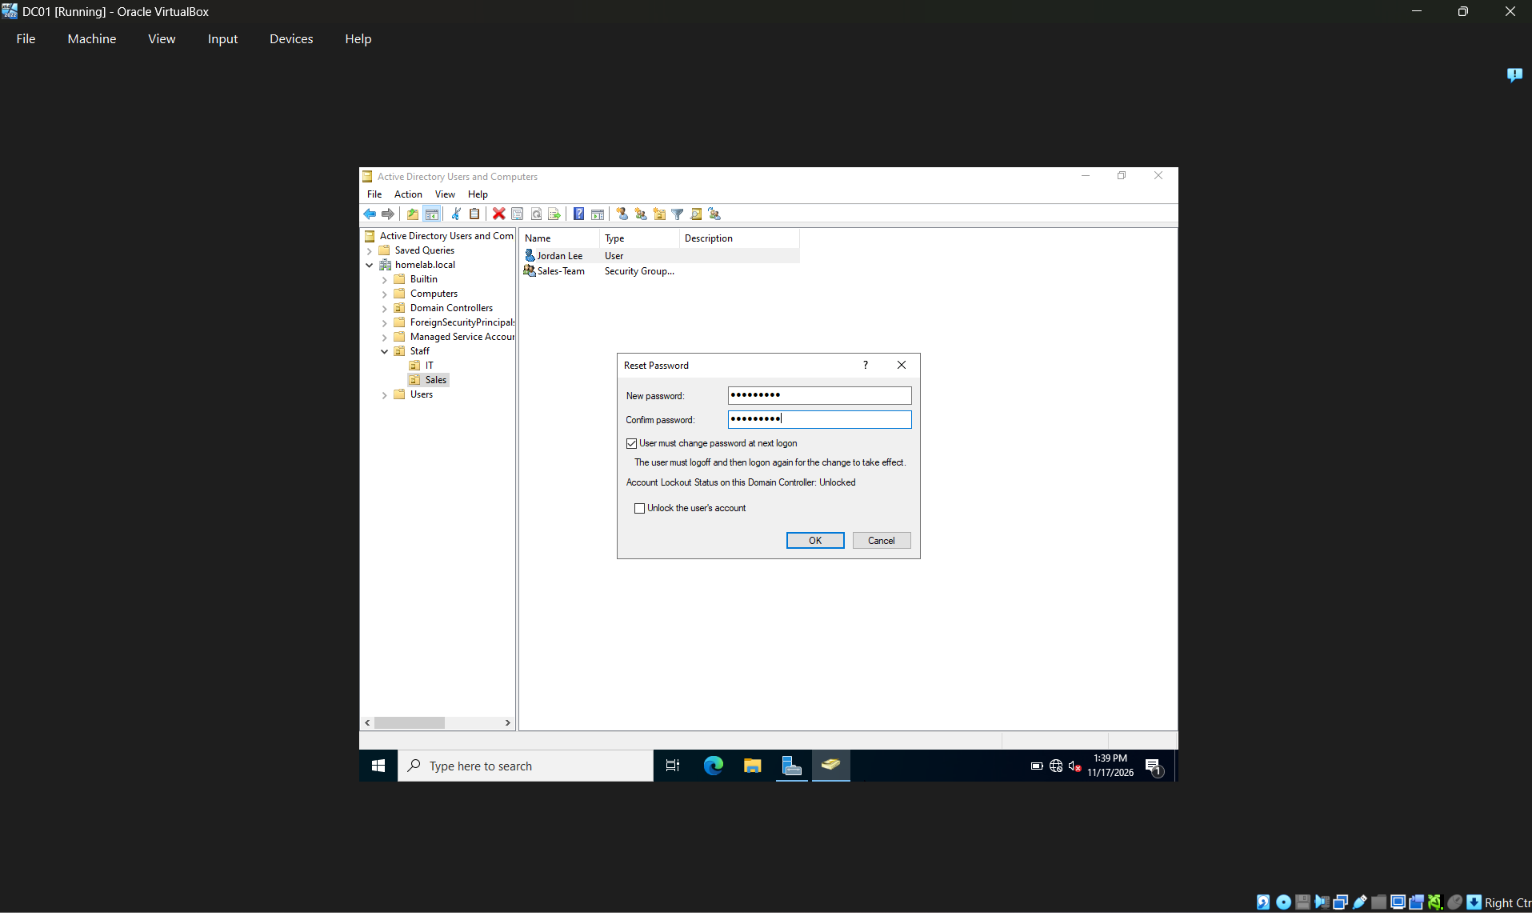 DC01 [Running] - Oracle VirtualBox
File Machine View Input Devices Help
Active Directory Users and Computers
File Action View Help
Active Directory Users and Com
Saved Queries
homelab.local
Builtin
Computers
Domain Controllers
ForeignSecurityPrincipals
Managed Service Accour
Staff
IT
Sales
Users
Name Type Description
Jordan Lee User
Sales-Team Security Group...
Reset Password ?
New password: •••••••••
Confirm password: •••••••••
User must change password at next logon
The user must logoff and then logon again for the change to take effect.
Account Lockout Status on this Domain Controller: Unlocked
Unlock the user's account
OK Cancel
Type here to search
1:39 PM
11/17/2026
1
Right Ctr